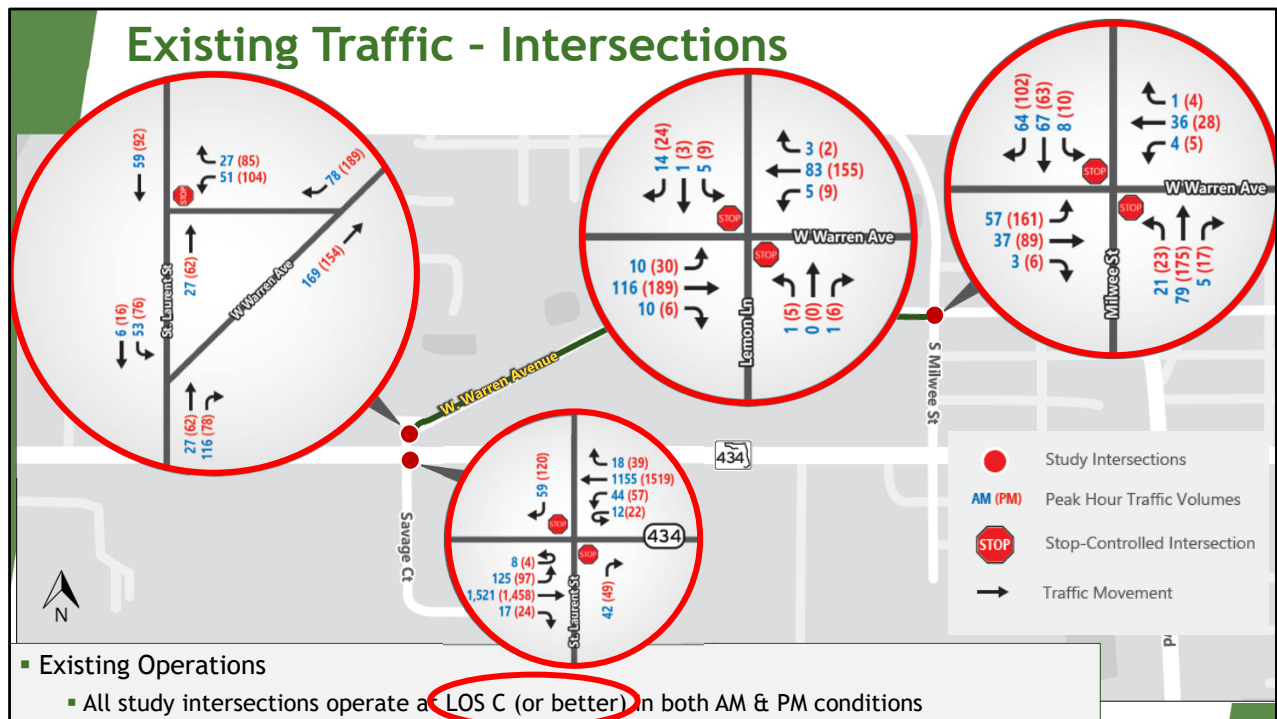 Existing Traffic - Intersections
59 (92)
27 (85)
51 (104)
78 (189)
STOP
27 (62)
169 (154)
St. Laurent St
W Warren Ave
6 (16)
53 (76)
27 (62)
116 (78)
14 (24)
1 (3)
5 (9)
3 (2)
83 (155)
5 (9)
STOP
W Warren Ave
STOP
10 (30)
116 (189)
10 (6)
1 (5)
0 (0)
1 (6)
Lemon Ln
64 (102)
67 (63)
8 (10)
1 (4)
36 (28)
4 (5)
STOP
W Warren Ave
STOP
57 (161)
37 (89)
3 (6)
21 (23)
79 (175)
5 (17)
Milwee St
W. Warren Avenue
S Milwee St
434
Savage Ct
59 (120)
18 (39)
1155 (1519)
44 (57)
12(22)
STOP
434
STOP
8 (4)
125 (97)
1,521 (1,458)
17 (24)
42 (49)
St. Laurent St
Study Intersections
AM (PM) Peak Hour Traffic Volumes
STOP Stop-Controlled Intersection
Traffic Movement
N
▪ Existing Operations
▪ All study intersections operate at LOS C (or better) in both AM & PM conditions